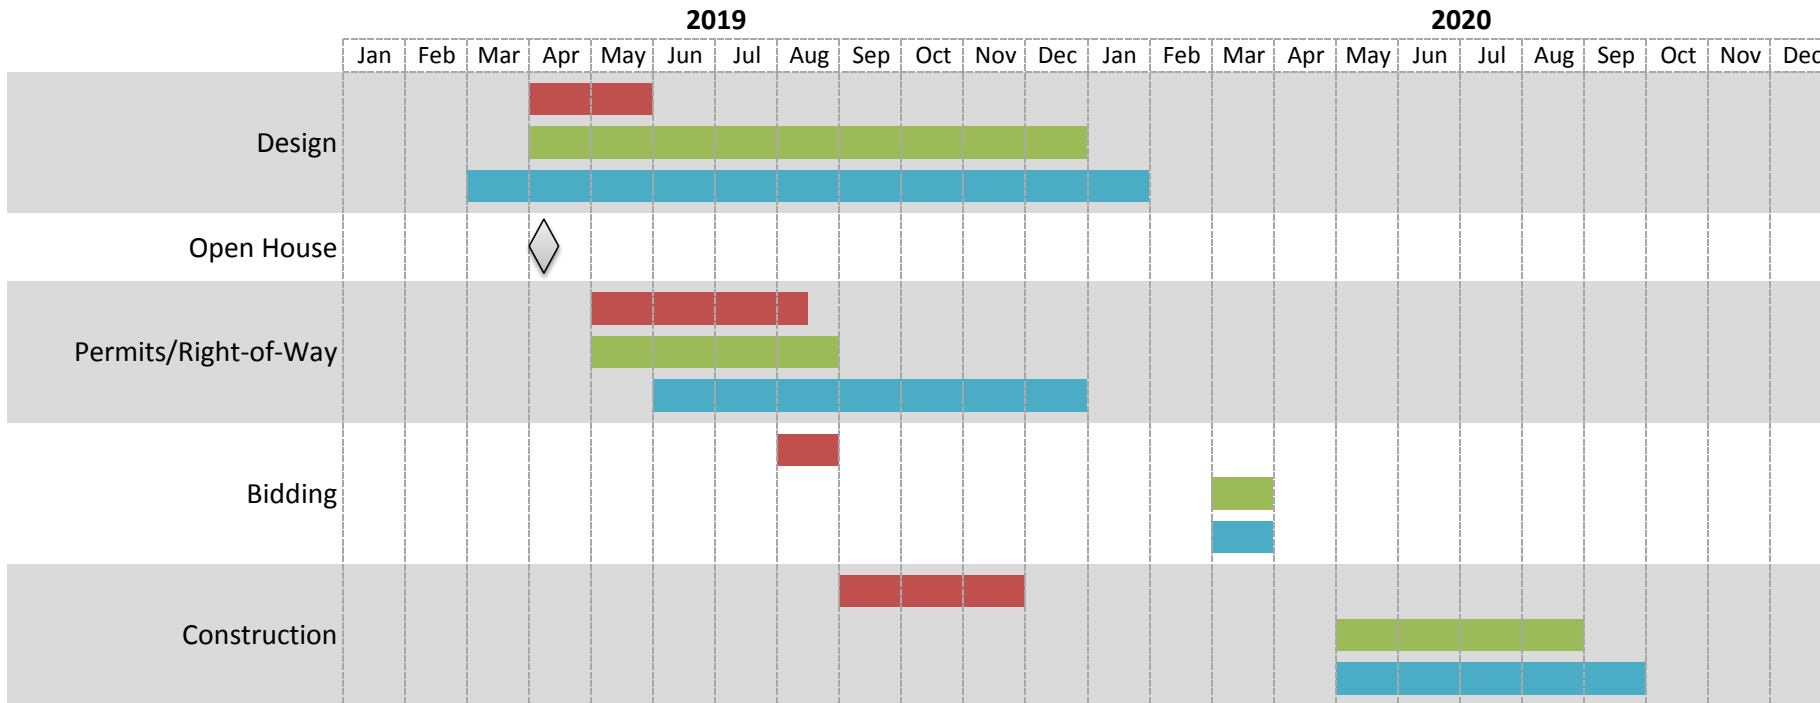 2019 2020
Jan Feb Mar Apr May Jun Jul Aug Sep Oct Nov Dec Jan Feb Mar Apr May Jun Jul Aug Sep Oct Nov Dec
Design
Open House
Permits/Right-of-Way
Bidding
Construction